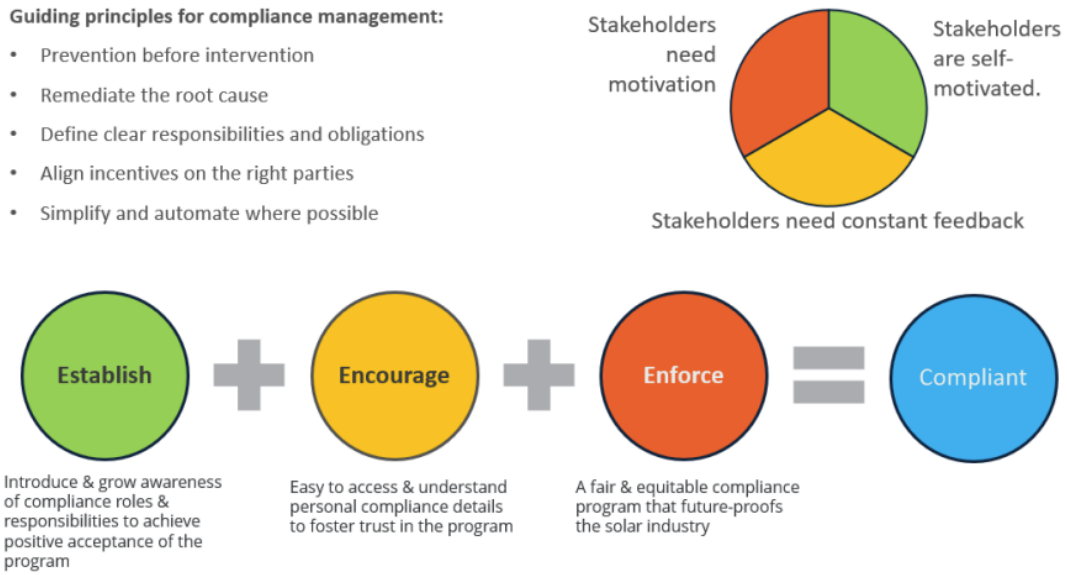 Guiding principles for compliance management:
• Prevention before intervention
• Remediate the root cause
• Define clear responsibilities and obligations
• Align incentives on the right parties
• Simplify and automate where possible
Stakeholders
need
motivation
Stakeholders
are self-
motivated.
Stakeholders need constant feedback
Establish
Encourage
Enforce
Compliant
Introduce & grow awareness
of compliance roles &
responsibilities to achieve
positive acceptance of the
program
Easy to access & understand
personal compliance details
to foster trust in the program
A fair & equitable compliance
program that future-proofs
the solar industry